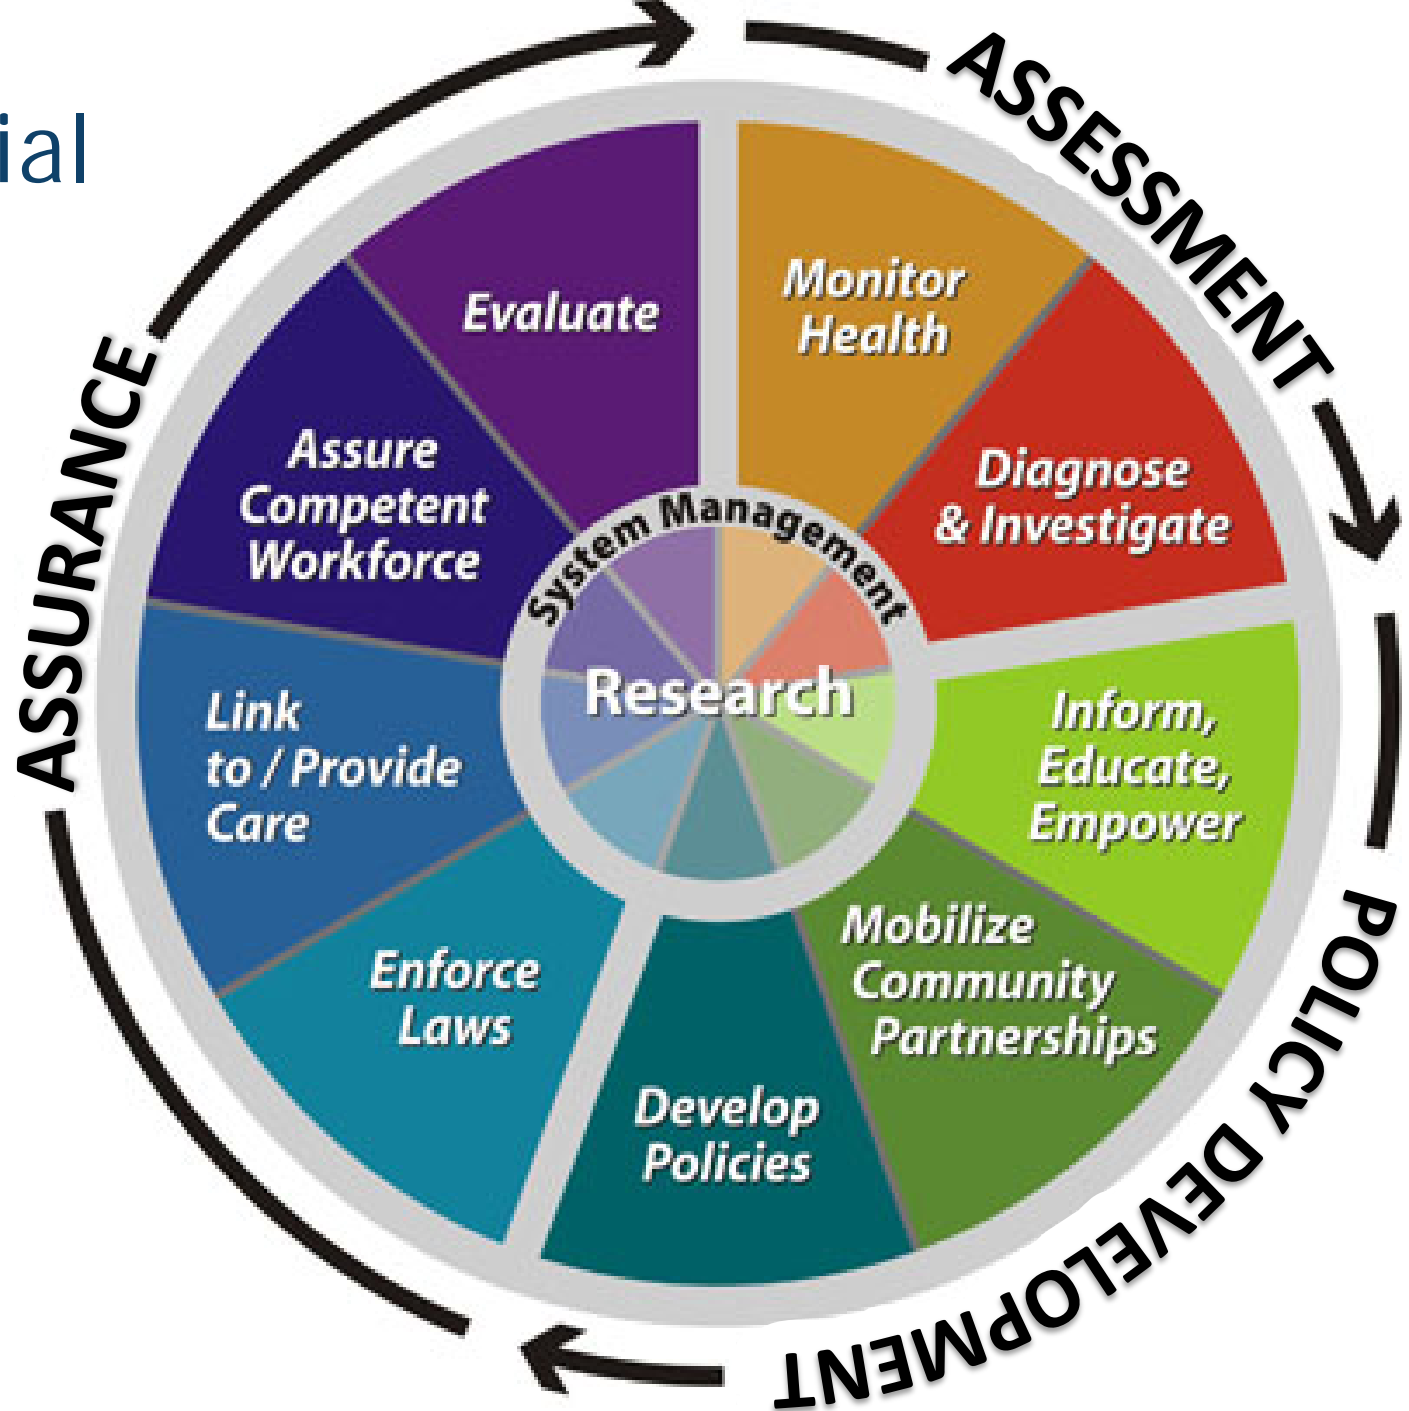 ial
ASSESSMENT
Monitor
Health
Diagnose
& Investigate
Inform,
Educate,
Empower
POLICY DEVELOPMENT
Mobilize
Community
Partnerships
Develop
Policies
ASSURANCE
Enforce
Laws
Link
to / Provide
Care
Assure
Competent
Workforce
Evaluate
System Management
Research